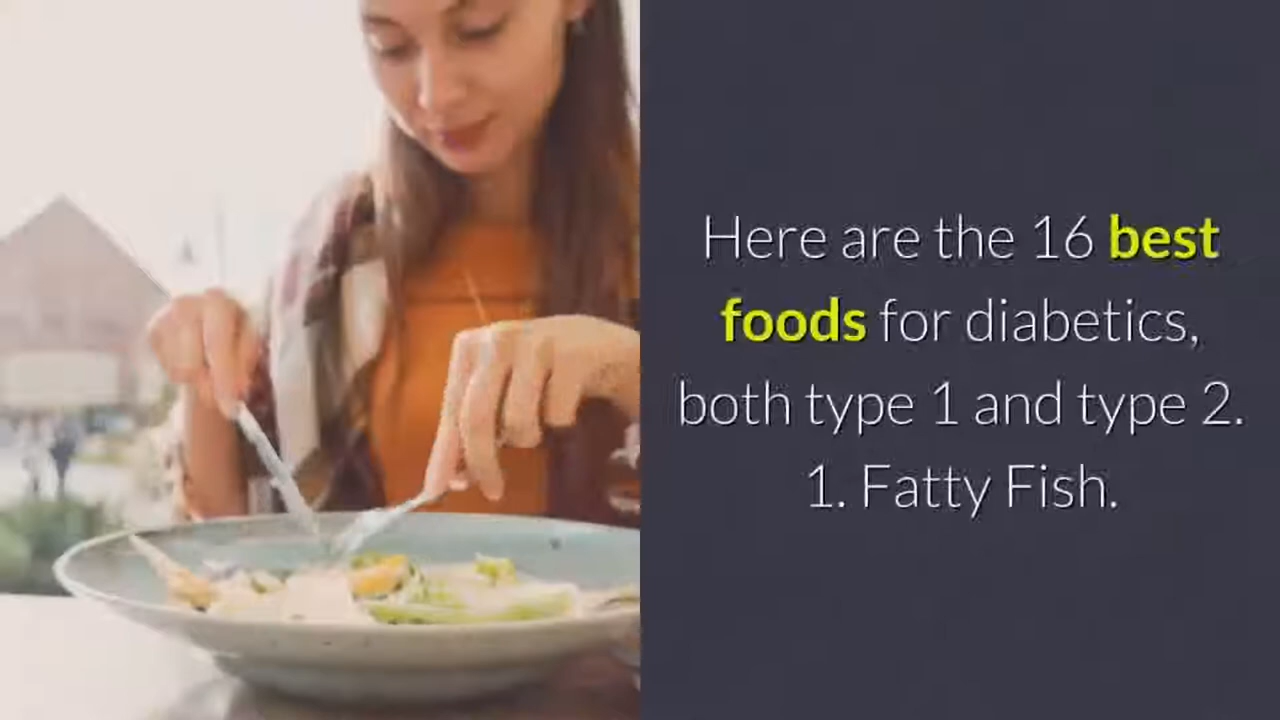 Here are the 16 best
foods for diabetics,
both type 1 and type 2.
1. Fatty Fish.